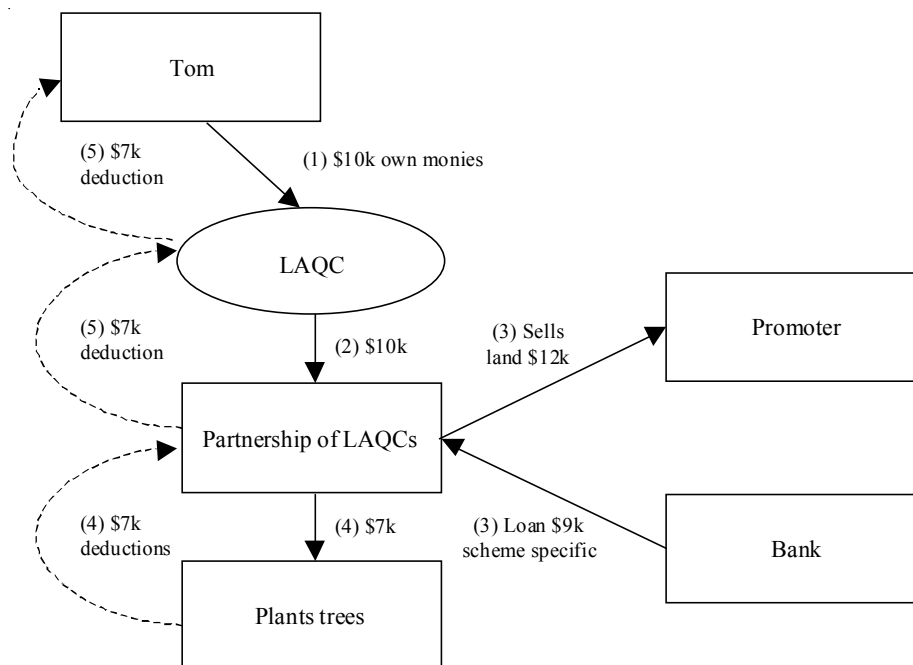 Tom
(5) $7k
deduction
(1) $10k own monies
LAQC
(5) $7k
deduction
(2) $10k
(3) Sells
land $12k
Promoter
Partnership of LAQCs
(4) $7k
deductions
(4) $7k
(3) Loan $9k
scheme specific
Bank
Plants trees